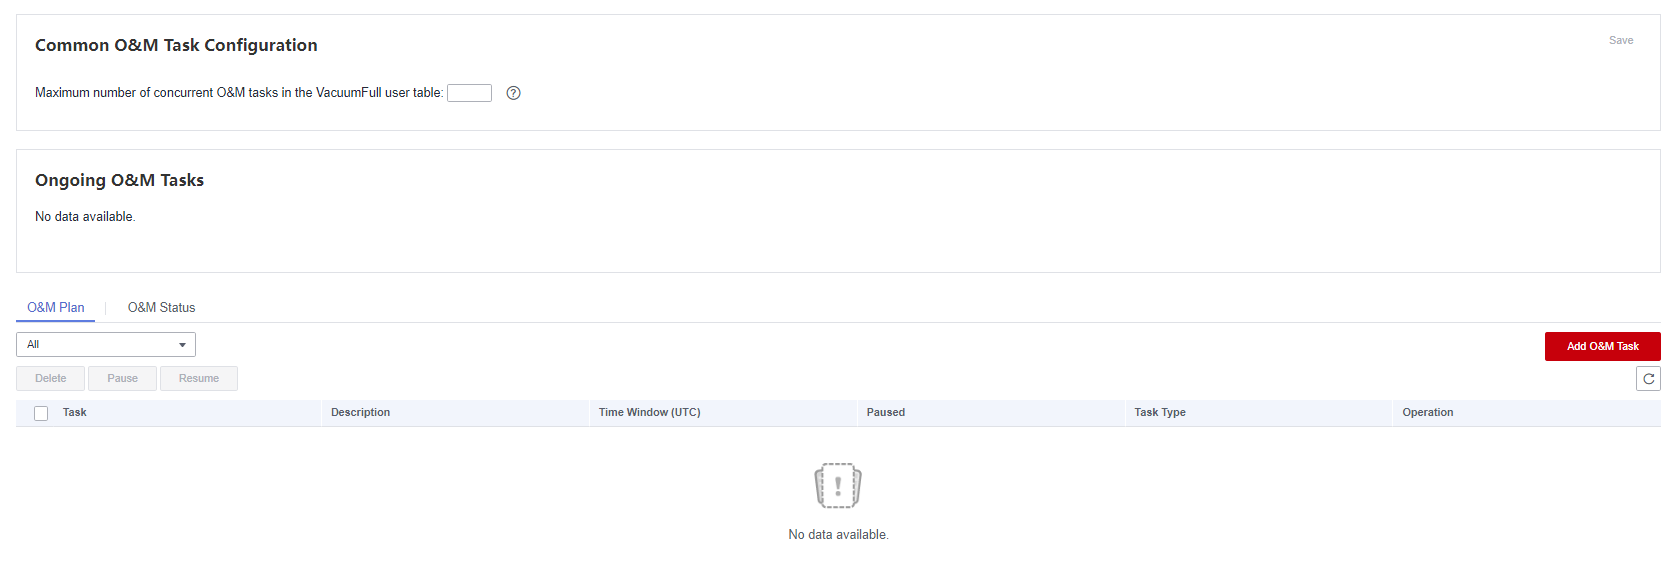 Common O&M Task Configuration
Save
Maximum number of concurrent O&M tasks in the VacuumFull user table:
Ongoing O&M Tasks
No data available.
O&M Plan | O&M Status
All
Add O&M Task
Delete Pause Resume
Task Description Time Window (UTC) Paused Task Type Operation
No data available.